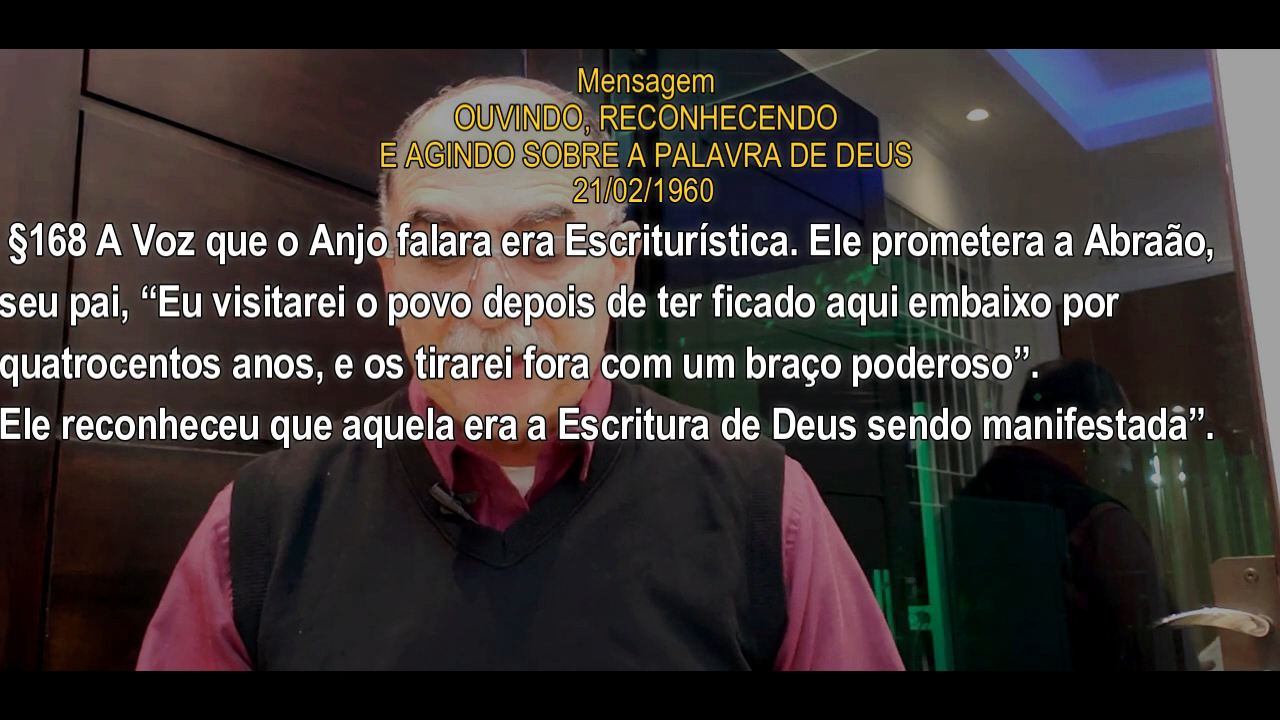 Mensagem
OUVINDO, RECONHECENDO
E AGINDO SOBRE A PALAVRA DE DEUS
21/02/1960
§168 A Voz que o Anjo falara era Escriturística. Ele prometera a Abraão,
seu pai, “Eu visitarei o povo depois de ter ficado aqui embaixo por
quatrocentos anos, e os tirarei fora com um braço poderoso”.
Ele reconheceu que aquela era a Escritura de Deus sendo manifestada”.